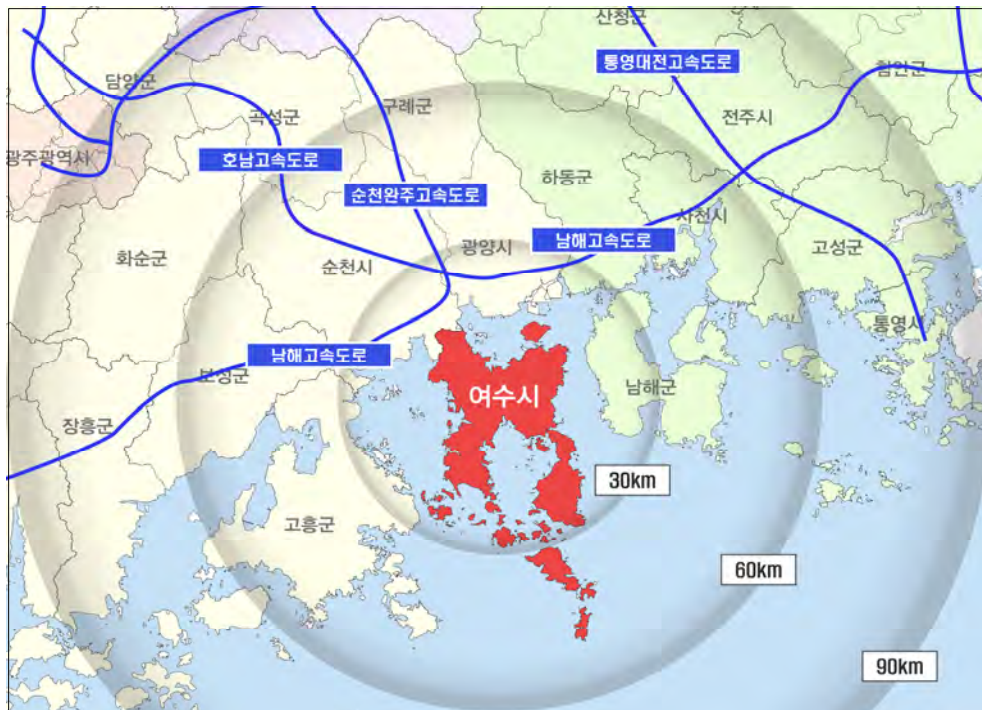 산청군
통영대전고속도로
함안군
담양군
구례군
곡성군
전주시
광주광역시
호남고속도로
하동군
순천완주고속도로
사천시
남해고속도로
광양시
고성군
화순군
순천시
통영시
남해고속도로
보성군
여수시
남해군
장흥군
30km
고흥군
60km
90km